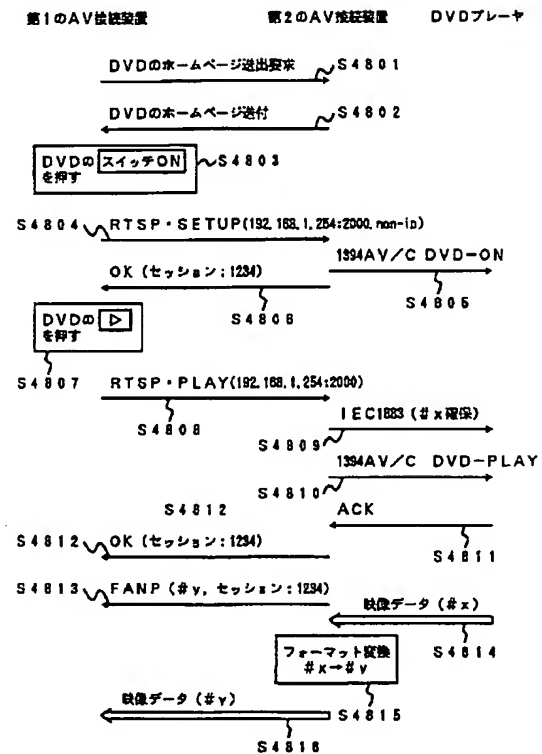 第1のAV接続装置 第2のAV接続装置 DVDプレーヤ
DVDのホームページ送出要求 S4801
DVDのホームページ送付 S4802
DVDの スイッチON S4803
を押す
S4804 RTSP・SETUP(192.168.1.254:2000,non-ip)
1394AV/C DVD-ON
OK(セッション:1234)
S4805
S4806
DVDの ▷
を押す
S4807 RTSP・PLAY(192.168.1.254:2000)
S4808
IEC1883(#x確保)
S4809
1394AV/C DVD-PLAY
S4810
S4812
ACK
S4812 OK(セッション:1234)
S4811
S4813 FANP(#y,セッション:1234)
映像データ(#x)
フォーマット変換 S4814
#x→#y
映像データ(#y) S4815
S4816